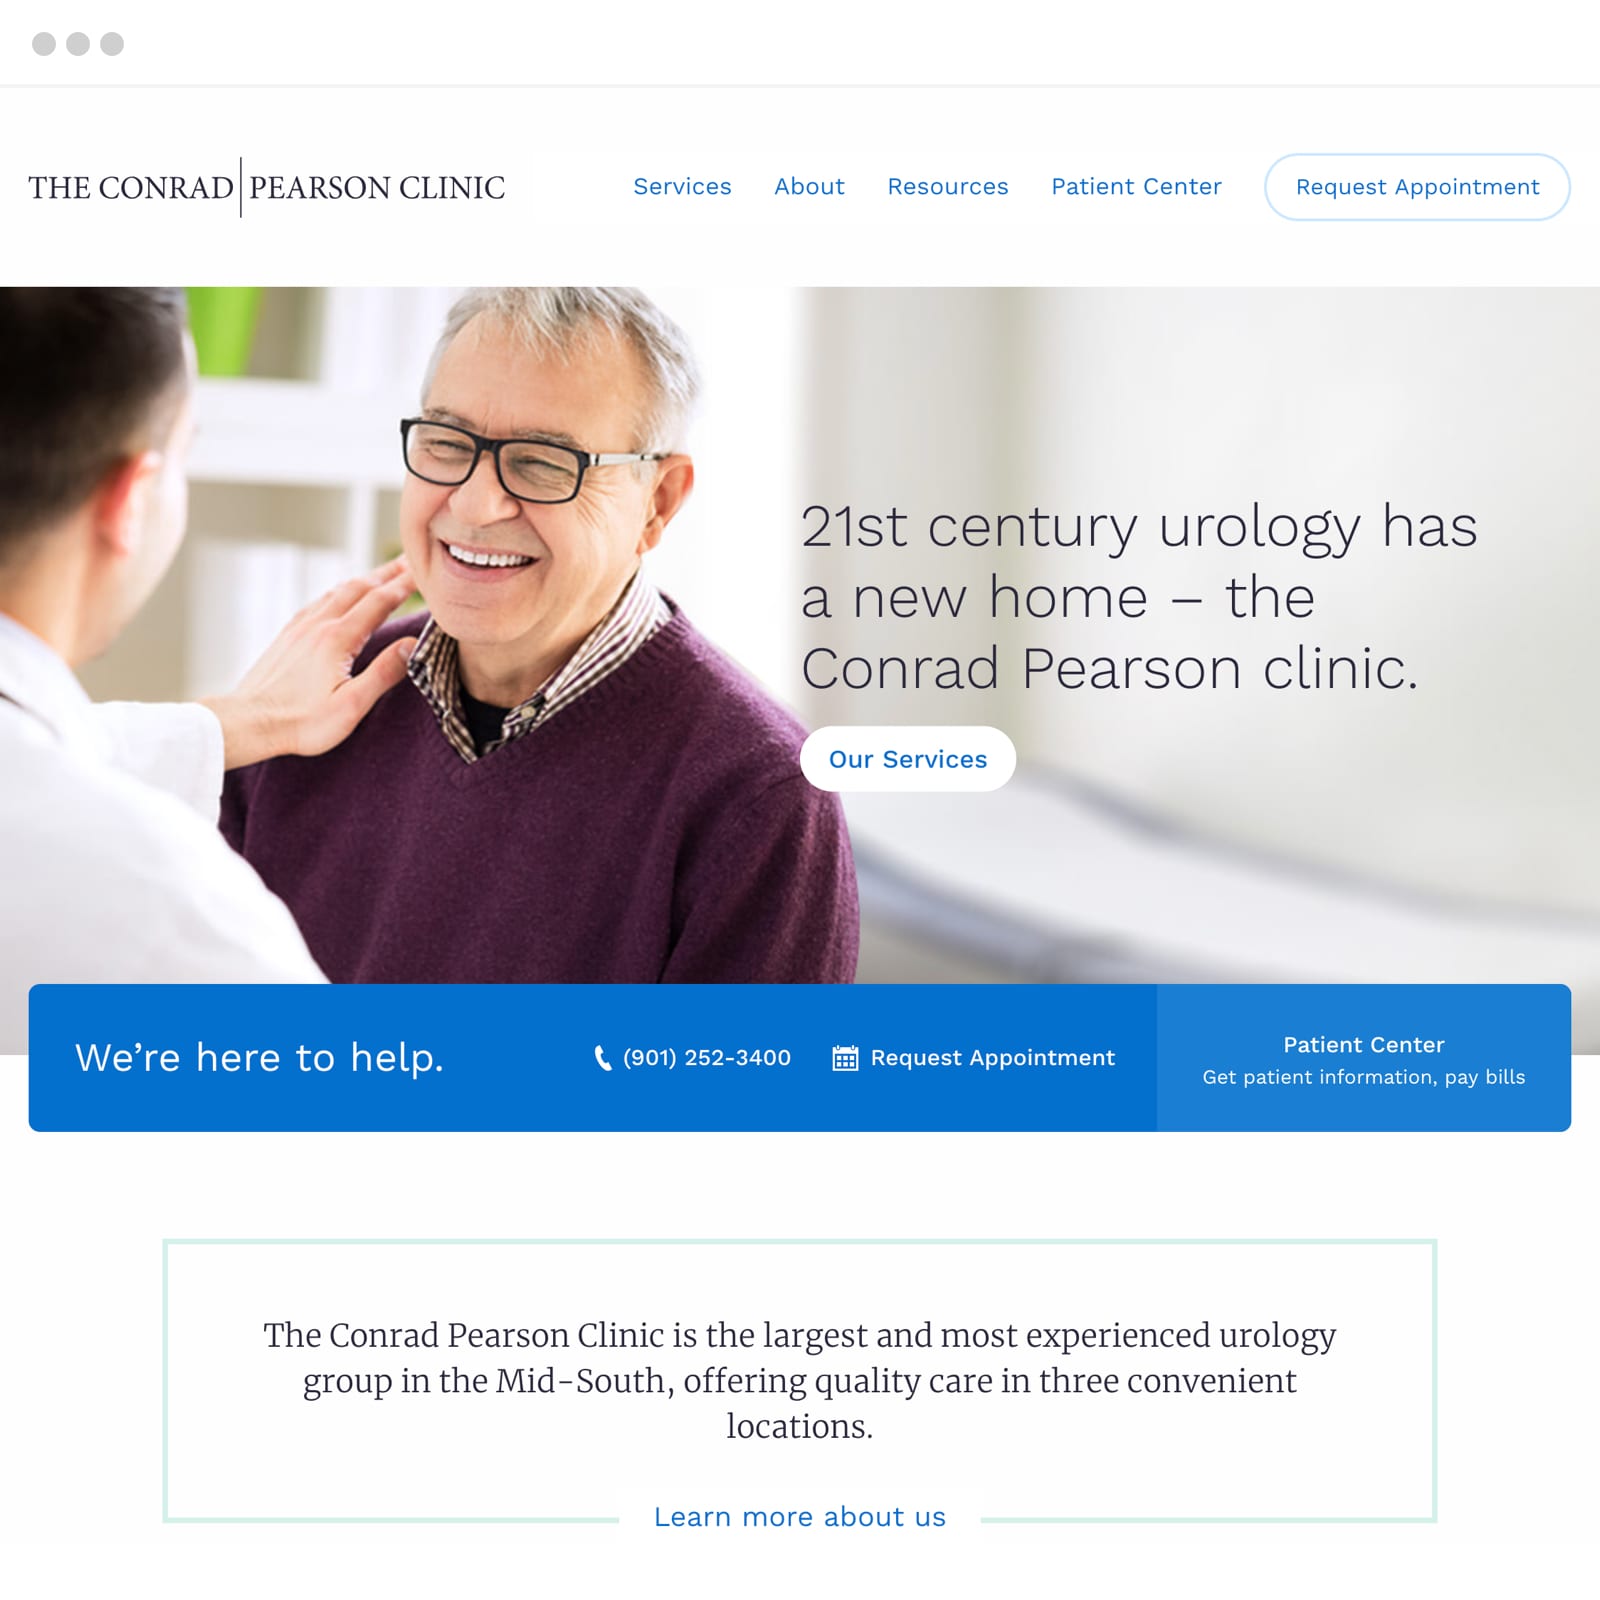 THE CONRAD PEARSON CLINIC
Services
About
Resources
Patient Center
Request Appointment
21st century urology has
a new home – the
Conrad Pearson clinic.
Our Services
We’re here to help.
(901) 252-3400
Request Appointment
Patient Center
Get patient information, pay bills
The Conrad Pearson Clinic is the largest and most experienced urology
group in the Mid-South, offering quality care in three convenient
locations.
Learn more about us